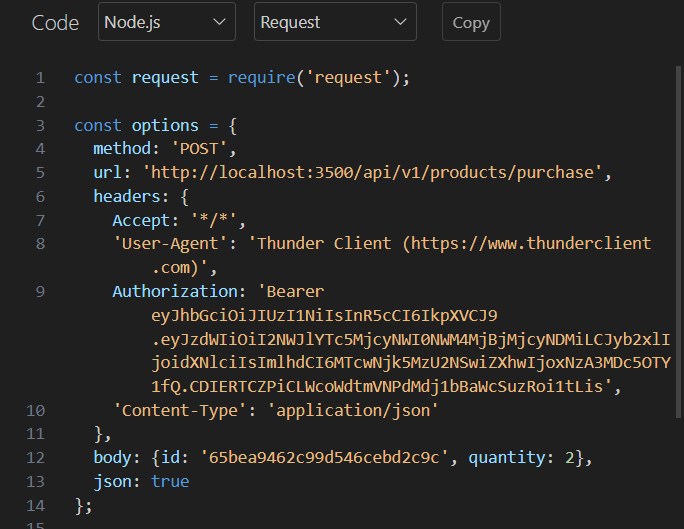 Code Node.js Request Copy
1 const request = require('request');
2
3 const options = {
4 method: 'POST',
5 url: 'http://localhost:3500/api/v1/products/purchase',
6 headers: {
7 Accept: '*/*',
8 'User-Agent': 'Thunder Client (https://www.thunderclient
.com)',
9 Authorization: 'Bearer
eyJhbGciOiJIUzI1NiIsInR5cCI6IkpXVCJ9
.eyJzdWIiOiI2NWJlYTc5MjcyNWI0NWM4MjBjMjcyNDMiLCJyb2xlI
joidXNlciIsImlhdCI6MTcwNjk5MzU2NSwiZXhwIjoxNzA3MDc5OTY
1fQ.CDIERTCZPiCLWcoWdtmVNPdMdj1bBaWcSuzRoi1tLis',
10 'Content-Type': 'application/json'
11 },
12 body: {id: '65bea9462c99d546cebd2c9c', quantity: 2},
13 json: true
14 };
15